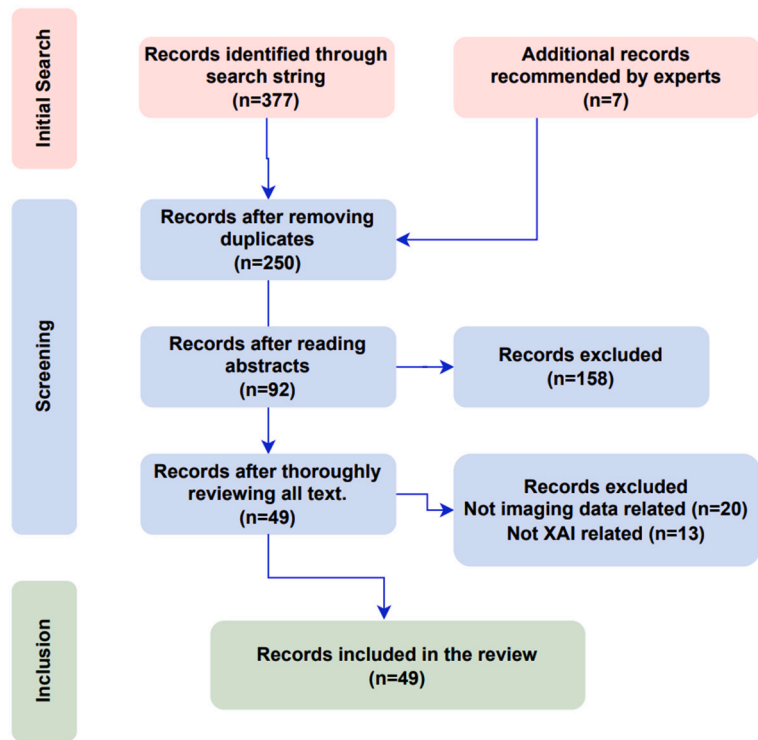 Initial Search
Records identified through
search string
(n=377)
Additional records
recommended by experts
(n=7)
Screening
Records after removing
duplicates
(n=250)
Records after reading
abstracts
(n=92)
Records excluded
(n=158)
Records after thoroughly
reviewing all text.
(n=49)
Records excluded
Not imaging data related (n=20)
Not XAI related (n=13)
Inclusion
Records included in the review
(n=49)